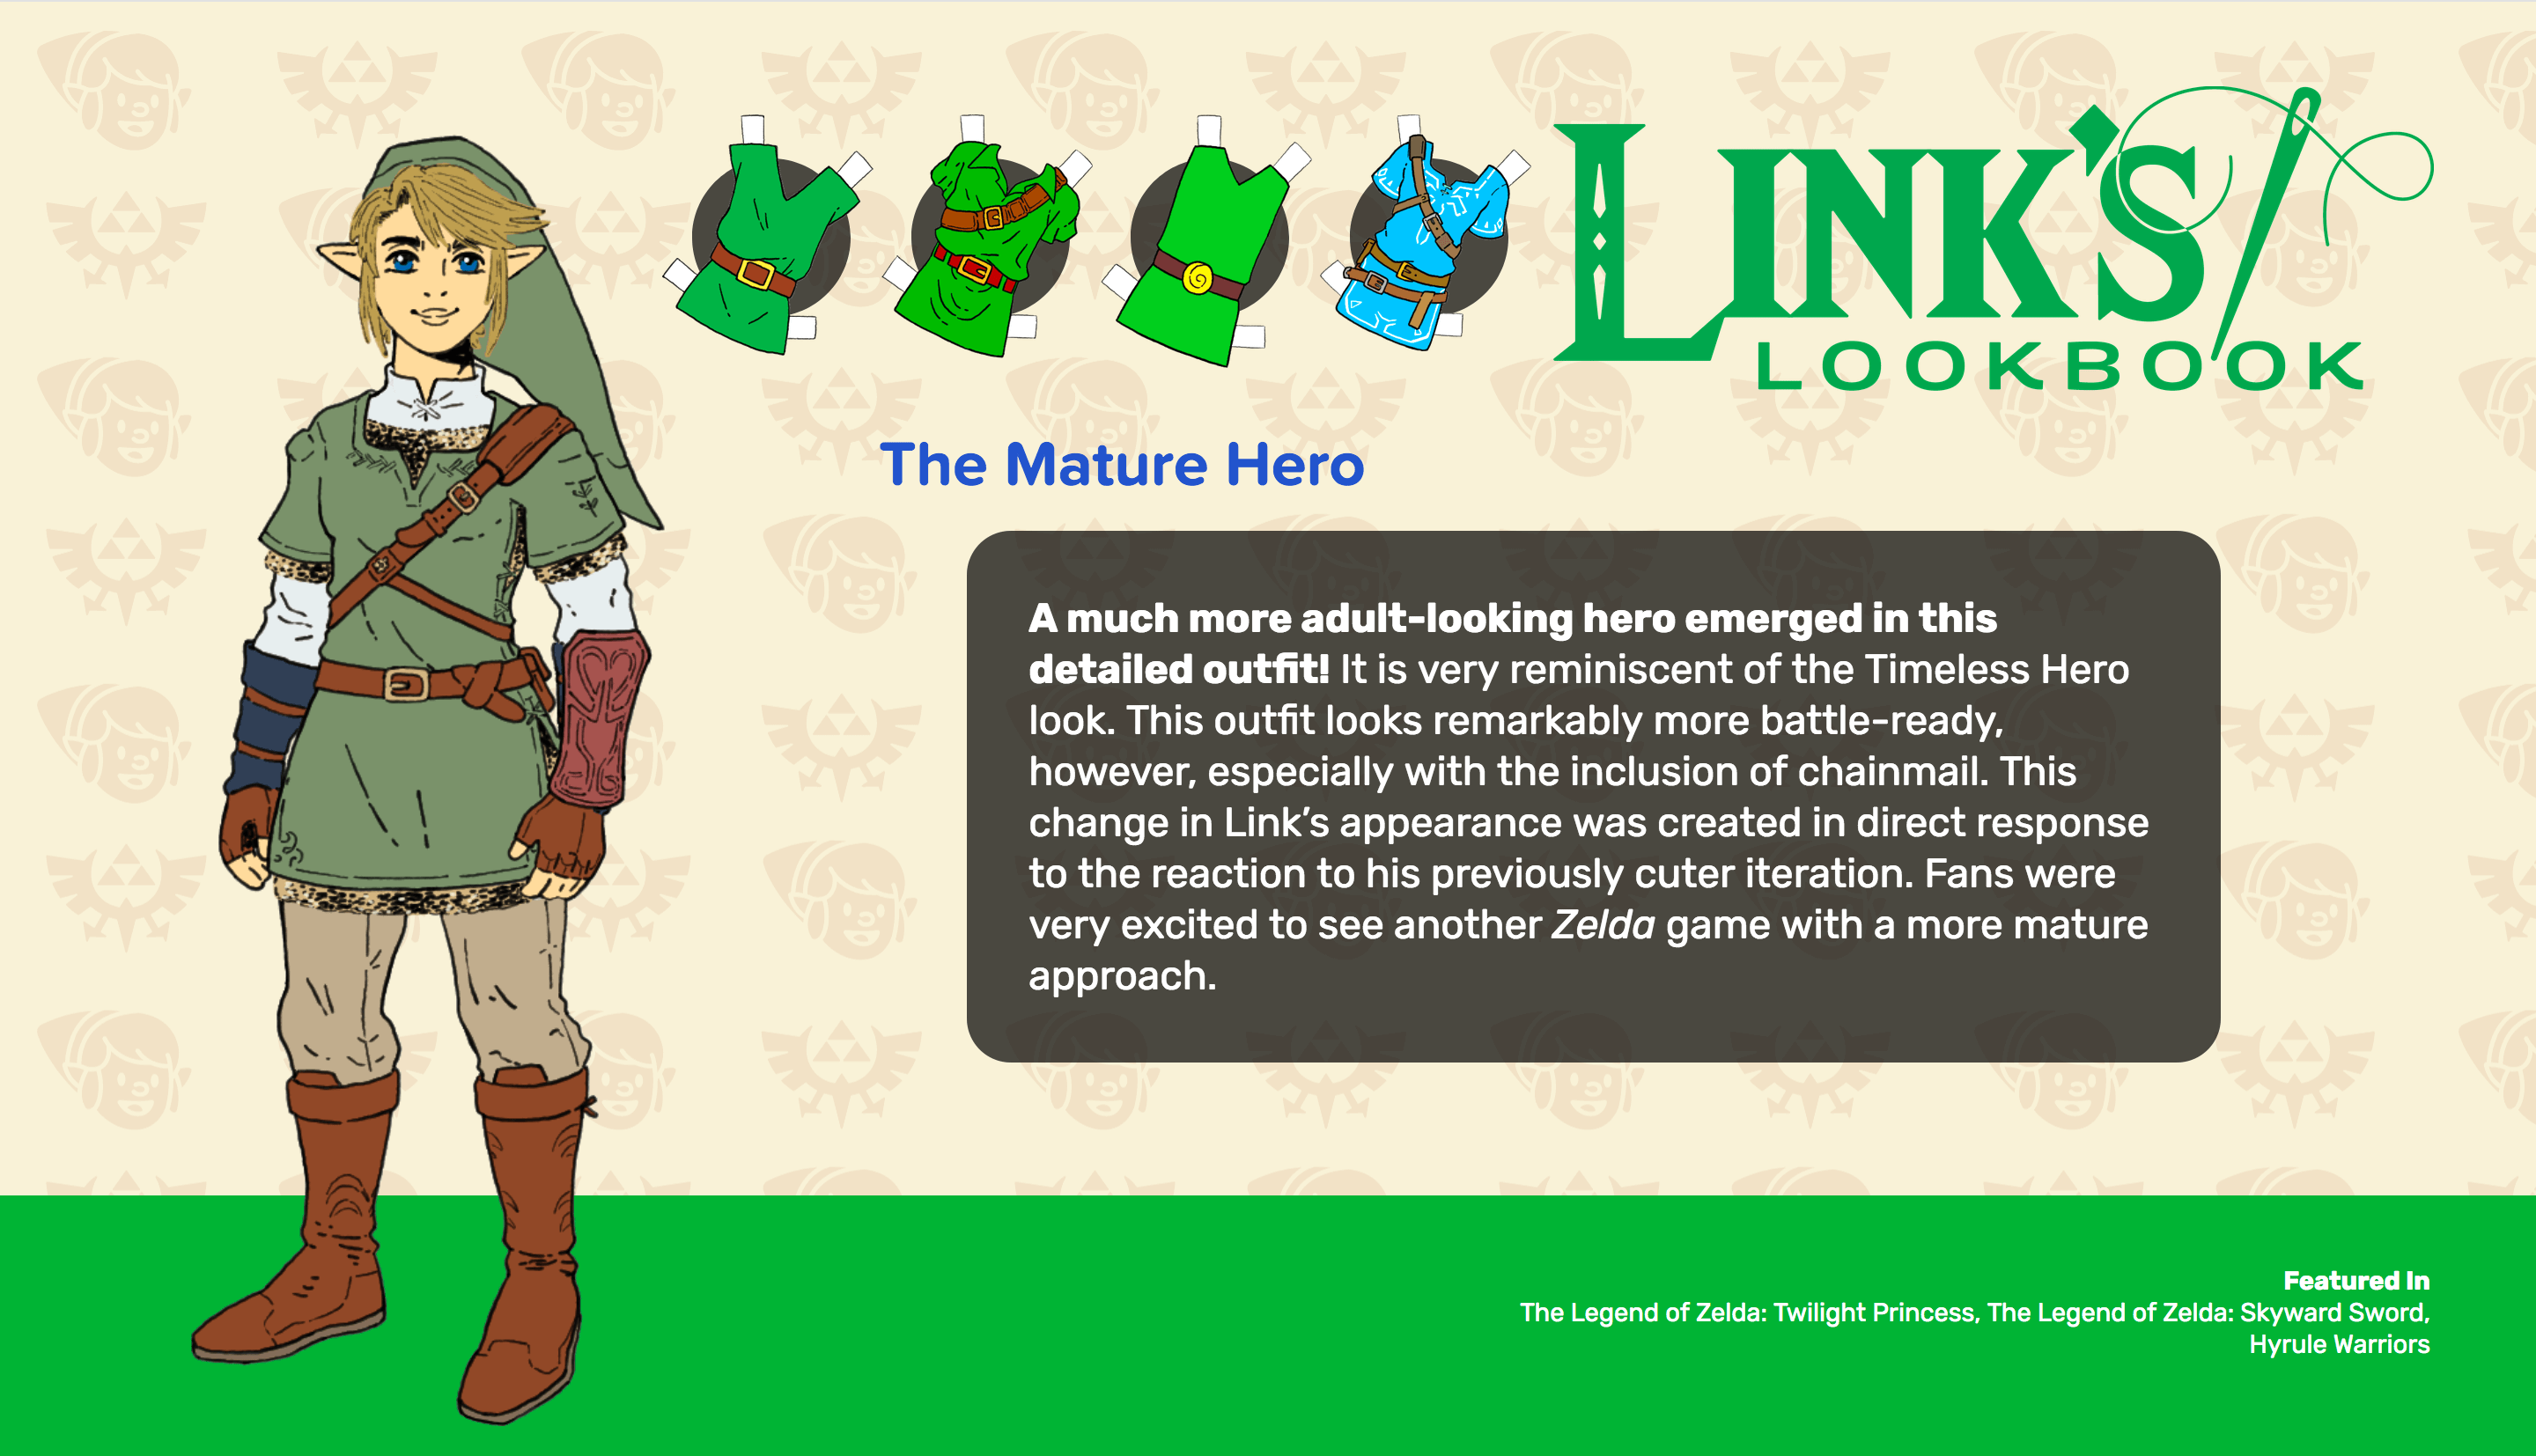 LINK'S
LOOKBOOK
The Mature Hero
A much more adult-looking hero emerged in this
detailed outfit! It is very reminiscent of the Timeless Hero
look. This outfit looks remarkably more battle-ready,
however, especially with the inclusion of chainmail. This
change in Link’s appearance was created in direct response
to the reaction to his previously cuter iteration. Fans were
very excited to see another Zelda game with a more mature
approach.
Featured In
The Legend of Zelda: Twilight Princess, The Legend of Zelda: Skyward Sword,
Hyrule Warriors